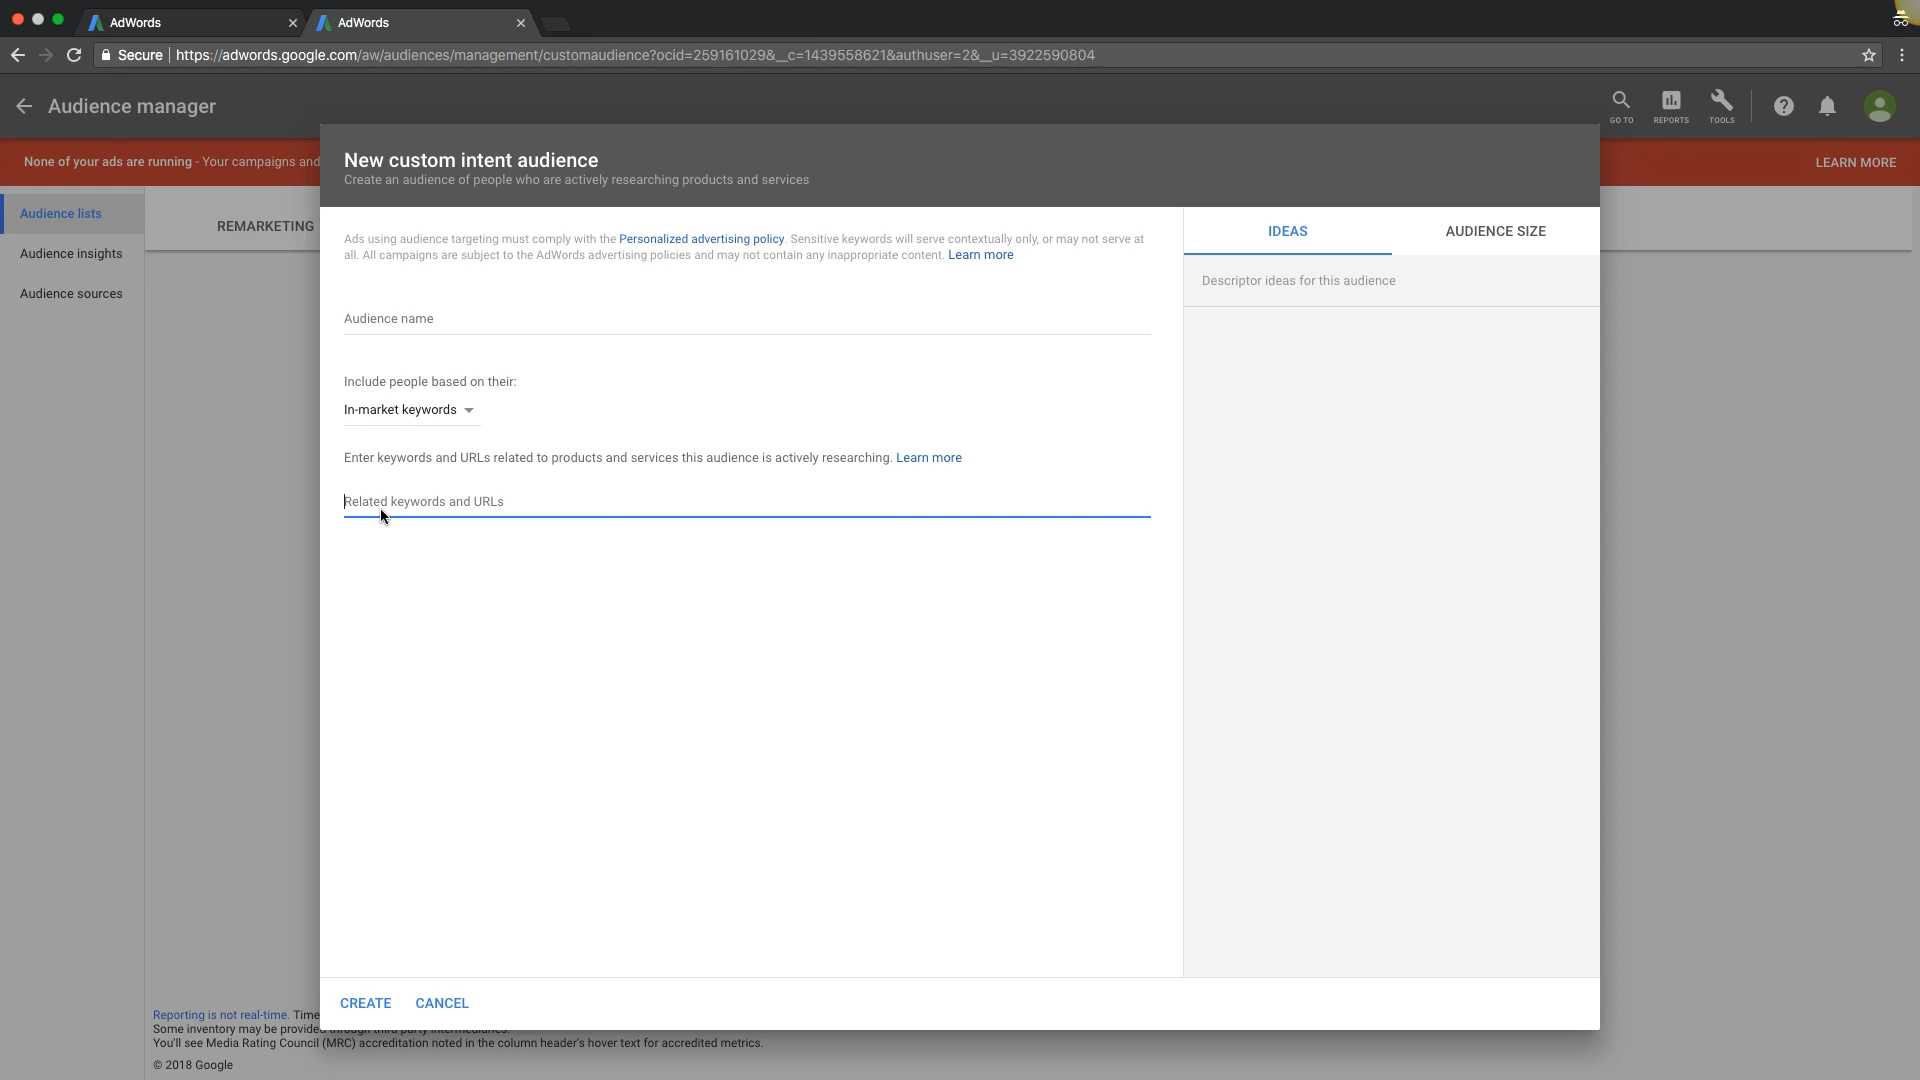 AdWords
AdWords
Secure
https://adwords.google.com/aw/audiences/management/customaudience?ocid=259161029&__c=1439558621&authuser=2&__u=3922590804
Audience manager
GO TO
REPORTS
TOOLS
None of your ads are running - Your campaigns and
LEARN MORE
New custom intent audience
Create an audience of people who are actively researching products and services
Audience lists
Audience insights
Audience sources
REMARKETING
Ads using audience targeting must comply with the Personalized advertising policy. Sensitive keywords will serve contextually only, or may not serve at
all. All campaigns are subject to the AdWords advertising policies and may not contain any inappropriate content. Learn more
Audience name
Include people based on their:
In-market keywords
Enter keywords and URLs related to products and services this audience is actively researching. Learn more
Related keywords and URLs
IDEAS
AUDIENCE SIZE
Descriptor ideas for this audience
CREATE
CANCEL
Reporting is not real-time. Time
Some inventory may be provided through third party intermediaries.
You'll see Media Rating Council (MRC) accreditation noted in the column header's hover text for accredited metrics.
© 2018 Google